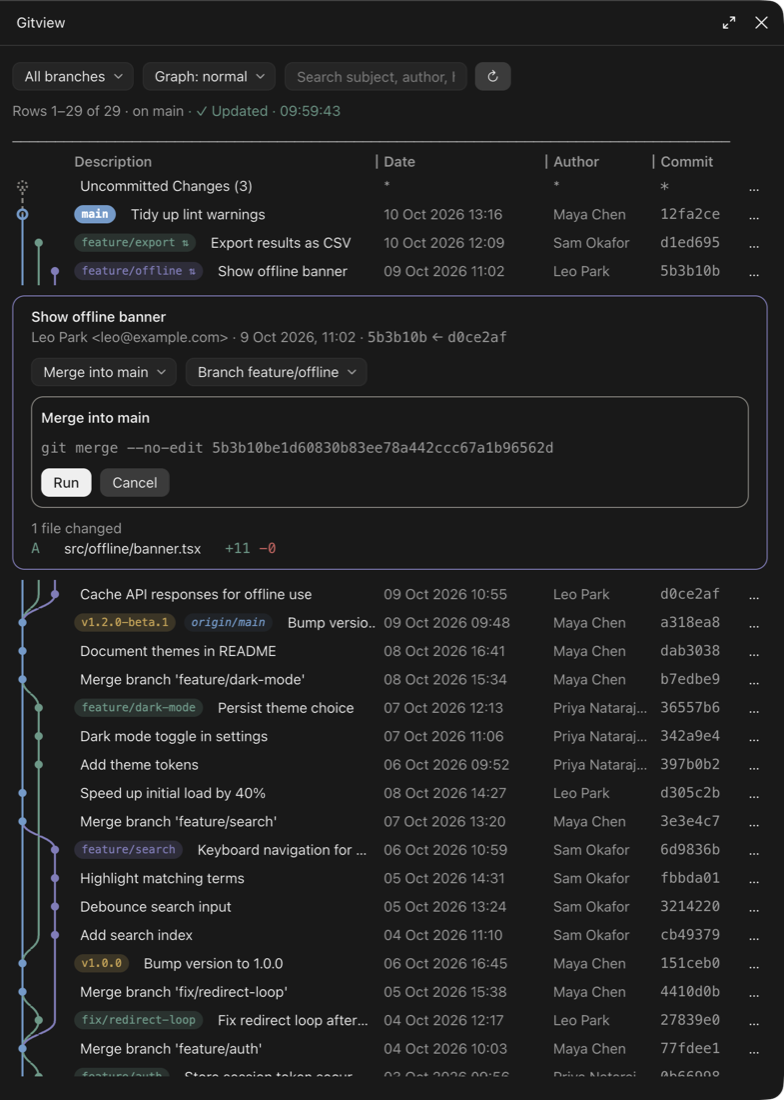 Gitview
All branches Graph: normal Search subject, author, h
Rows 1–29 of 29 · on main · ✓ Updated · 09:59:43
Description | Date | Author | Commit
Uncommitted Changes (3) * * * ...
main Tidy up lint warnings 10 Oct 2026 13:16 Maya Chen 12fa2ce ...
feature/export ⇅ Export results as CSV 10 Oct 2026 12:09 Sam Okafor d1ed695 ...
feature/offline ⇅ Show offline banner 09 Oct 2026 11:02 Leo Park 5b3b10b ...
Show offline banner
Leo Park <leo@example.com> · 9 Oct 2026, 11:02 · 5b3b10b ← d0ce2af
Merge into main Branch feature/offline
Merge into main
git merge --no-edit 5b3b10be1d60830b83ee78a442ccc67a1b96562d
Run Cancel
1 file changed
A src/offline/banner.tsx +11 −0
Cache API responses for offline use 09 Oct 2026 10:55 Leo Park d0ce2af ...
v1.2.0-beta.1 origin/main Bump versio... 09 Oct 2026 09:48 Maya Chen a318ea8 ...
Document themes in README 08 Oct 2026 16:41 Maya Chen dab3038 ...
Merge branch 'feature/dark-mode' 08 Oct 2026 15:34 Maya Chen b7edbe9 ...
feature/dark-mode Persist theme choice 07 Oct 2026 12:13 Priya Nataraj... 36557b6 ...
Dark mode toggle in settings 07 Oct 2026 11:06 Priya Nataraj... 342a9e4 ...
Add theme tokens 06 Oct 2026 09:52 Priya Nataraj... 397b0b2 ...
Speed up initial load by 40% 08 Oct 2026 14:27 Leo Park d305c2b ...
Merge branch 'feature/search' 07 Oct 2026 13:20 Maya Chen 3e3e4c7 ...
feature/search Keyboard navigation for ... 06 Oct 2026 10:59 Sam Okafor 6d9836b ...
Highlight matching terms 05 Oct 2026 14:31 Sam Okafor fbbda01 ...
Debounce search input 05 Oct 2026 13:24 Sam Okafor 3214220 ...
Add search index 04 Oct 2026 11:10 Sam Okafor cb49379 ...
v1.0.0 Bump version to 1.0.0 06 Oct 2026 16:45 Maya Chen 151ceb0 ...
Merge branch 'fix/redirect-loop' 05 Oct 2026 15:38 Maya Chen 4410d0b ...
fix/redirect-loop Fix redirect loop after... 04 Oct 2026 12:17 Leo Park 27839e0 ...
Merge branch 'feature/auth' 04 Oct 2026 10:03 Maya Chen 77fdee1 ...
feature/auth Store session token secur... 03 Oct 2026 09:56 Priya Nataraj...